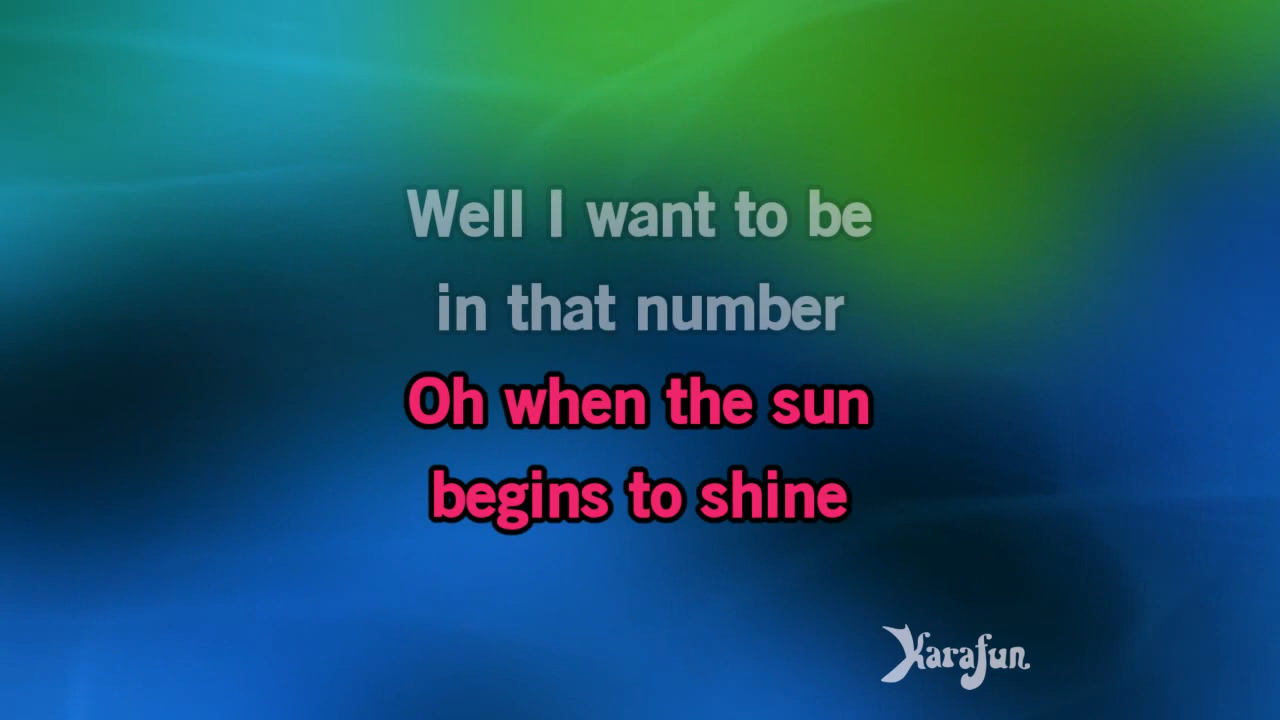 Well I want to be
in that number
Oh when the sun
begins to shine
Karafun